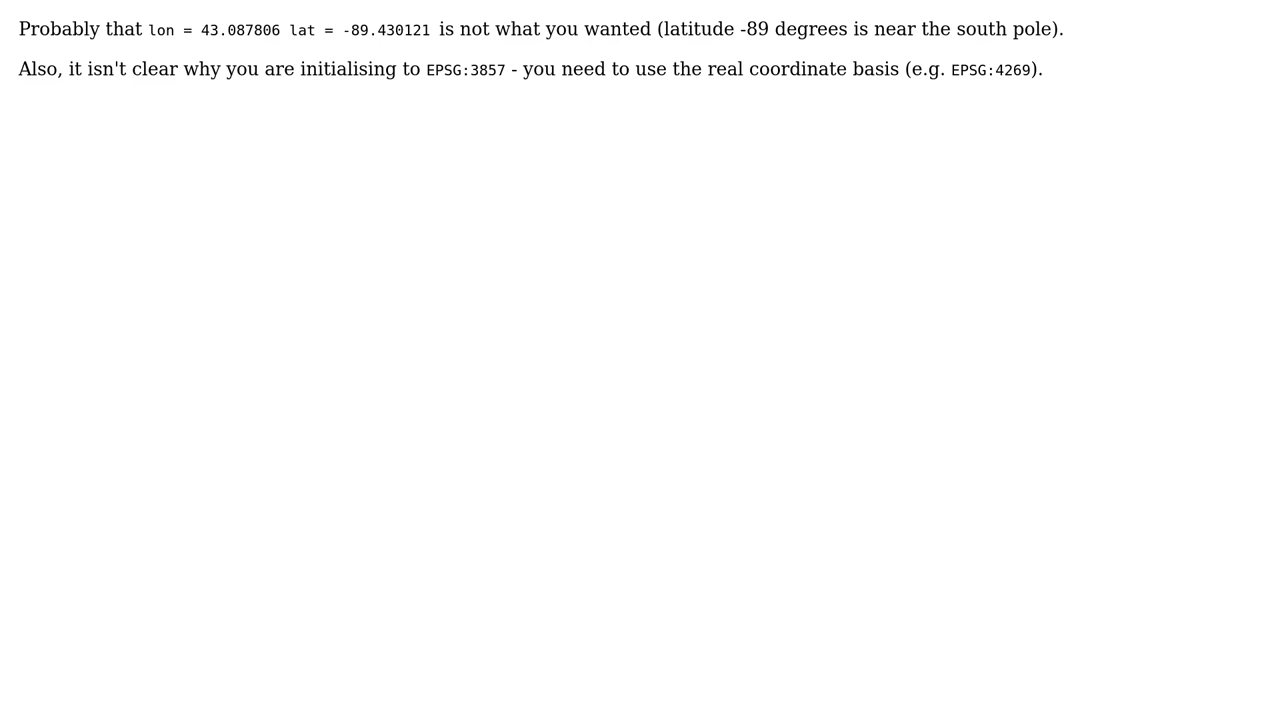 Probably that lon = 43.087806 lat = -89.430121 is not what you wanted (latitude -89 degrees is near the south pole).
Also, it isn't clear why you are initialising to EPSG:3857 - you need to use the real coordinate basis (e.g. EPSG:4269).